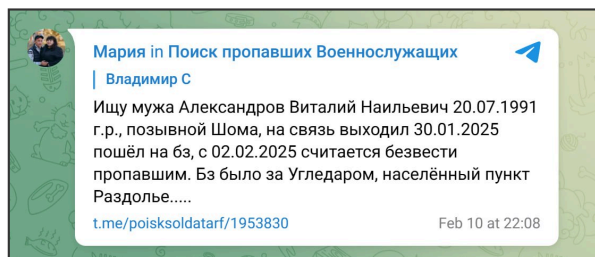 Мария in Поиск пропавших Военнослужащих
Владимир С
Ищу мужа Александров Виталий Наильевич 20.07.1991
г.р., позывной Шома, на связь выходил 30.01.2025
пошёл на бз, с 02.02.2025 считается безвести
пропавшим. Бз было за Угледаром, населённый пункт
Раздолье.....
t.me/poisksoldatarf/1953830 Feb 10 at 22:08